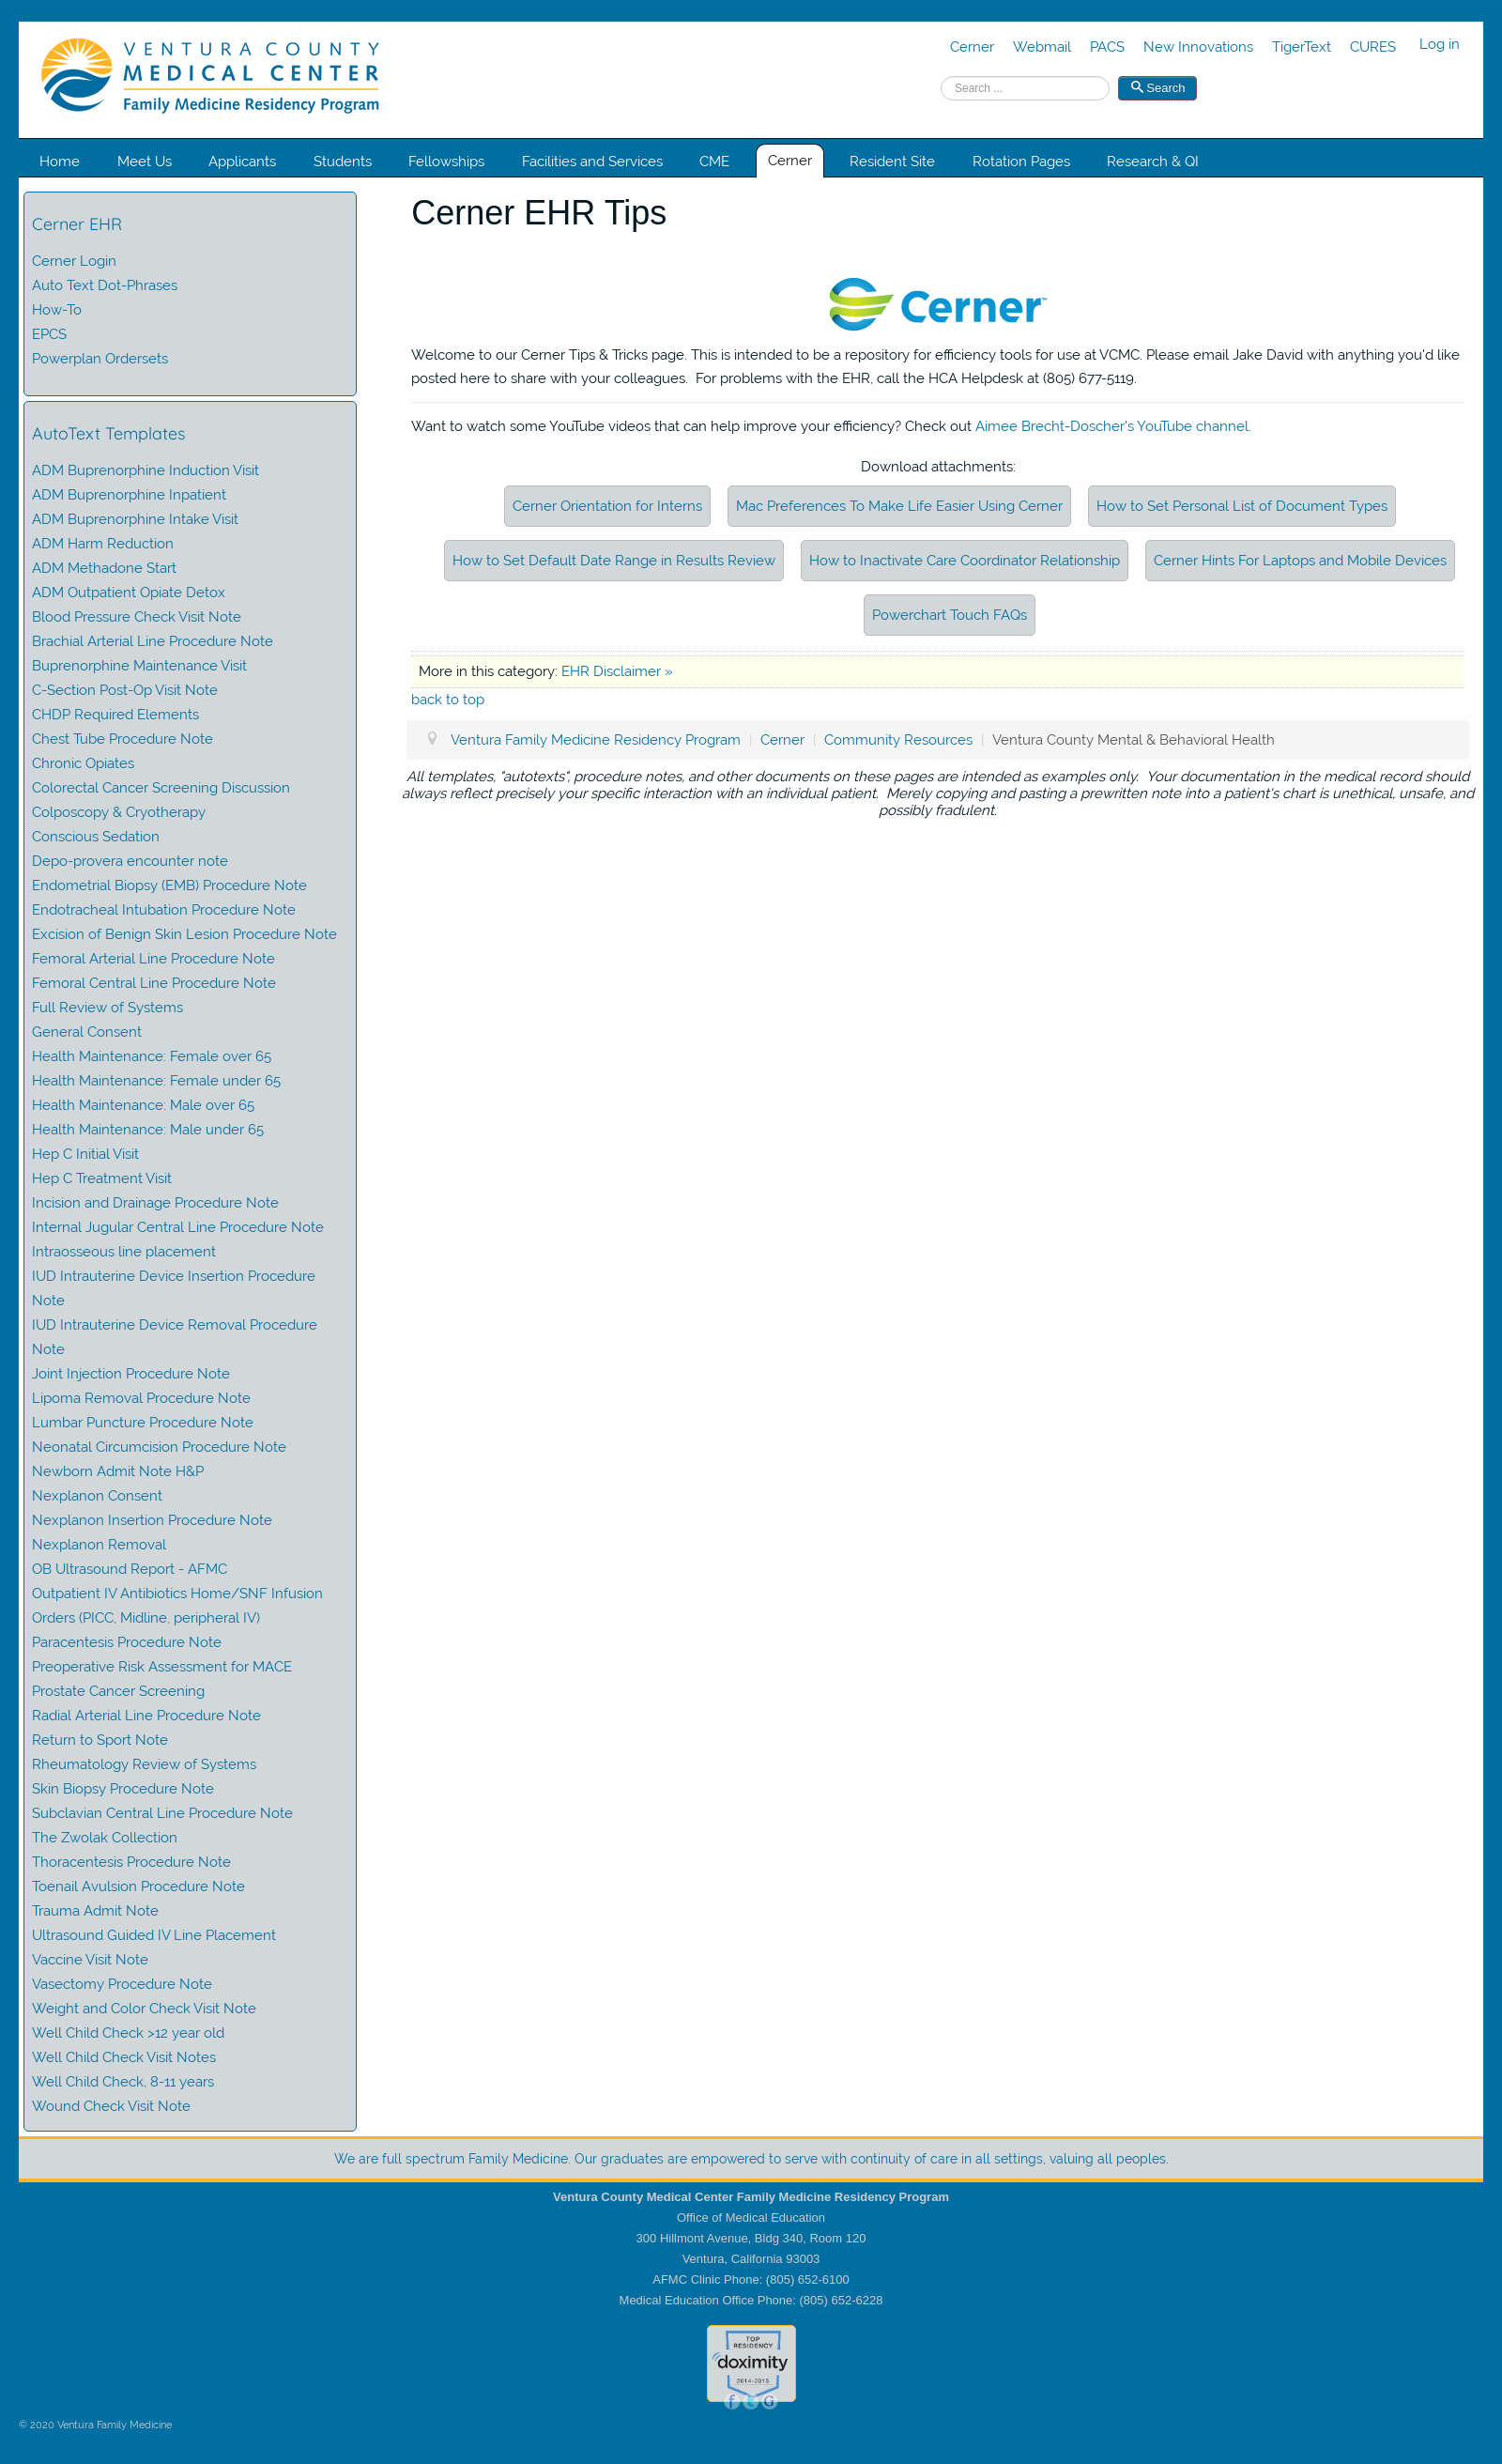 VENTURA COUNTY
MEDICAL CENTER
Family Medicine Residency Program
Cerner Webmail PACS New Innovations TigerText CURES Log in
Search ... Search
Home Meet Us Applicants Students Fellowships Facilities and Services CME Cerner Resident Site Rotation Pages Research & QI
Cerner EHR
Cerner Login
Auto Text Dot-Phrases
How-To
EPCS
Powerplan Ordersets
AutoText Templates
ADM Buprenorphine Induction Visit
ADM Buprenorphine Inpatient
ADM Buprenorphine Intake Visit
ADM Harm Reduction
ADM Methadone Start
ADM Outpatient Opiate Detox
Blood Pressure Check Visit Note
Brachial Arterial Line Procedure Note
Buprenorphine Maintenance Visit
C-Section Post-Op Visit Note
CHDP Required Elements
Chest Tube Procedure Note
Chronic Opiates
Colorectal Cancer Screening Discussion
Colposcopy & Cryotherapy
Conscious Sedation
Depo-provera encounter note
Endometrial Biopsy (EMB) Procedure Note
Endotracheal Intubation Procedure Note
Excision of Benign Skin Lesion Procedure Note
Femoral Arterial Line Procedure Note
Femoral Central Line Procedure Note
Full Review of Systems
General Consent
Health Maintenance: Female over 65
Health Maintenance: Female under 65
Health Maintenance: Male over 65
Health Maintenance: Male under 65
Hep C Initial Visit
Hep C Treatment Visit
Incision and Drainage Procedure Note
Internal Jugular Central Line Procedure Note
Intraosseous line placement
IUD Intrauterine Device Insertion Procedure
Note
IUD Intrauterine Device Removal Procedure
Note
Joint Injection Procedure Note
Lipoma Removal Procedure Note
Lumbar Puncture Procedure Note
Neonatal Circumcision Procedure Note
Newborn Admit Note H&P
Nexplanon Consent
Nexplanon Insertion Procedure Note
Nexplanon Removal
OB Ultrasound Report - AFMC
Outpatient IV Antibiotics Home/SNF Infusion
Orders (PICC, Midline, peripheral IV)
Paracentesis Procedure Note
Preoperative Risk Assessment for MACE
Prostate Cancer Screening
Radial Arterial Line Procedure Note
Return to Sport Note
Rheumatology Review of Systems
Skin Biopsy Procedure Note
Subclavian Central Line Procedure Note
The Zwolak Collection
Thoracentesis Procedure Note
Toenail Avulsion Procedure Note
Trauma Admit Note
Ultrasound Guided IV Line Placement
Vaccine Visit Note
Vasectomy Procedure Note
Weight and Color Check Visit Note
Well Child Check >12 year old
Well Child Check Visit Notes
Well Child Check, 8-11 years
Wound Check Visit Note
Cerner EHR Tips
Cerner
Welcome to our Cerner Tips & Tricks page. This is intended to be a repository for efficiency tools for use at VCMC. Please email Jake David with anything you'd like
posted here to share with your colleagues. For problems with the EHR, call the HCA Helpdesk at (805) 677-5119.
Want to watch some YouTube videos that can help improve your efficiency? Check out Aimee Brecht-Doscher's YouTube channel.
Download attachments:
Cerner Orientation for Interns Mac Preferences To Make Life Easier Using Cerner How to Set Personal List of Document Types
How to Set Default Date Range in Results Review How to Inactivate Care Coordinator Relationship Cerner Hints For Laptops and Mobile Devices
Powerchart Touch FAQs
More in this category: EHR Disclaimer »
back to top
Ventura Family Medicine Residency Program | Cerner | Community Resources | Ventura County Mental & Behavioral Health
All templates, "autotexts", procedure notes, and other documents on these pages are intended as examples only. Your documentation in the medical record should
always reflect precisely your specific interaction with an individual patient. Merely copying and pasting a prewritten note into a patient's chart is unethical, unsafe, and
possibly fraudulent.
We are full spectrum Family Medicine. Our graduates are empowered to serve with continuity of care in all settings, valuing all peoples.
Ventura County Medical Center Family Medicine Residency Program
Office of Medical Education
300 Hillmont Avenue, Bldg 340, Room 120
Ventura, California 93003
AFMC Clinic Phone: (805) 652-6100
Medical Education Office Phone: (805) 652-6228
TOP
RESIDENCY
doximity
2014-2015
f G
© 2020 Ventura Family Medicine